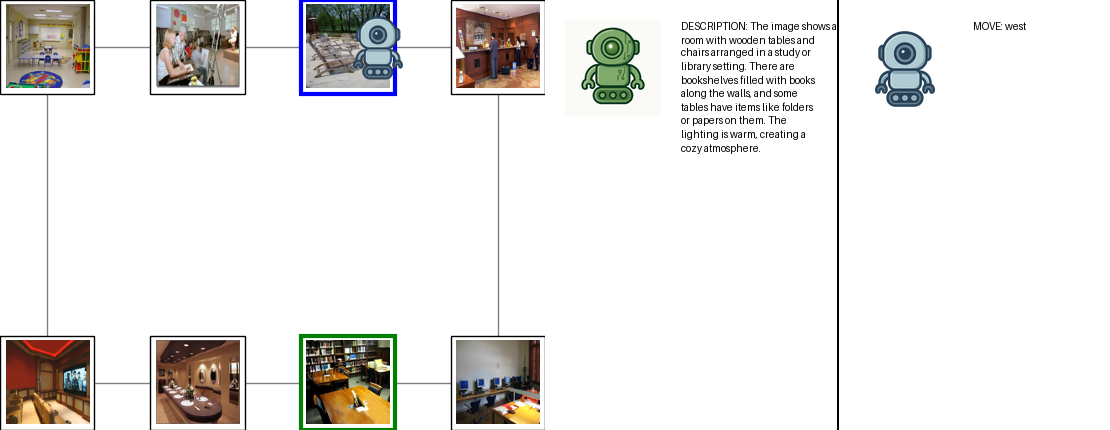 DESCRIPTION: The image shows a
room with wooden tables and
chairs arranged in a study or
library setting. There are
bookshelves filled with books
along the walls, and some
tables have items like folders
or papers on them. The
lighting is warm, creating a
cozy atmosphere.
MOVE: west